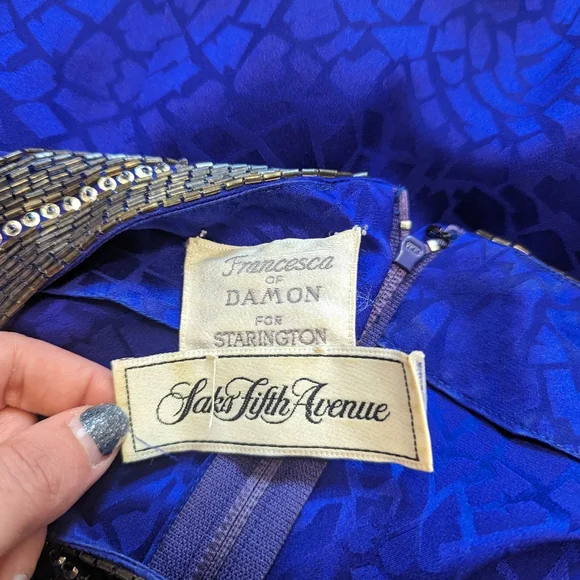 Francesca
OF
DAMON
FOR
STARINGTON
Saks Fifth Avenue